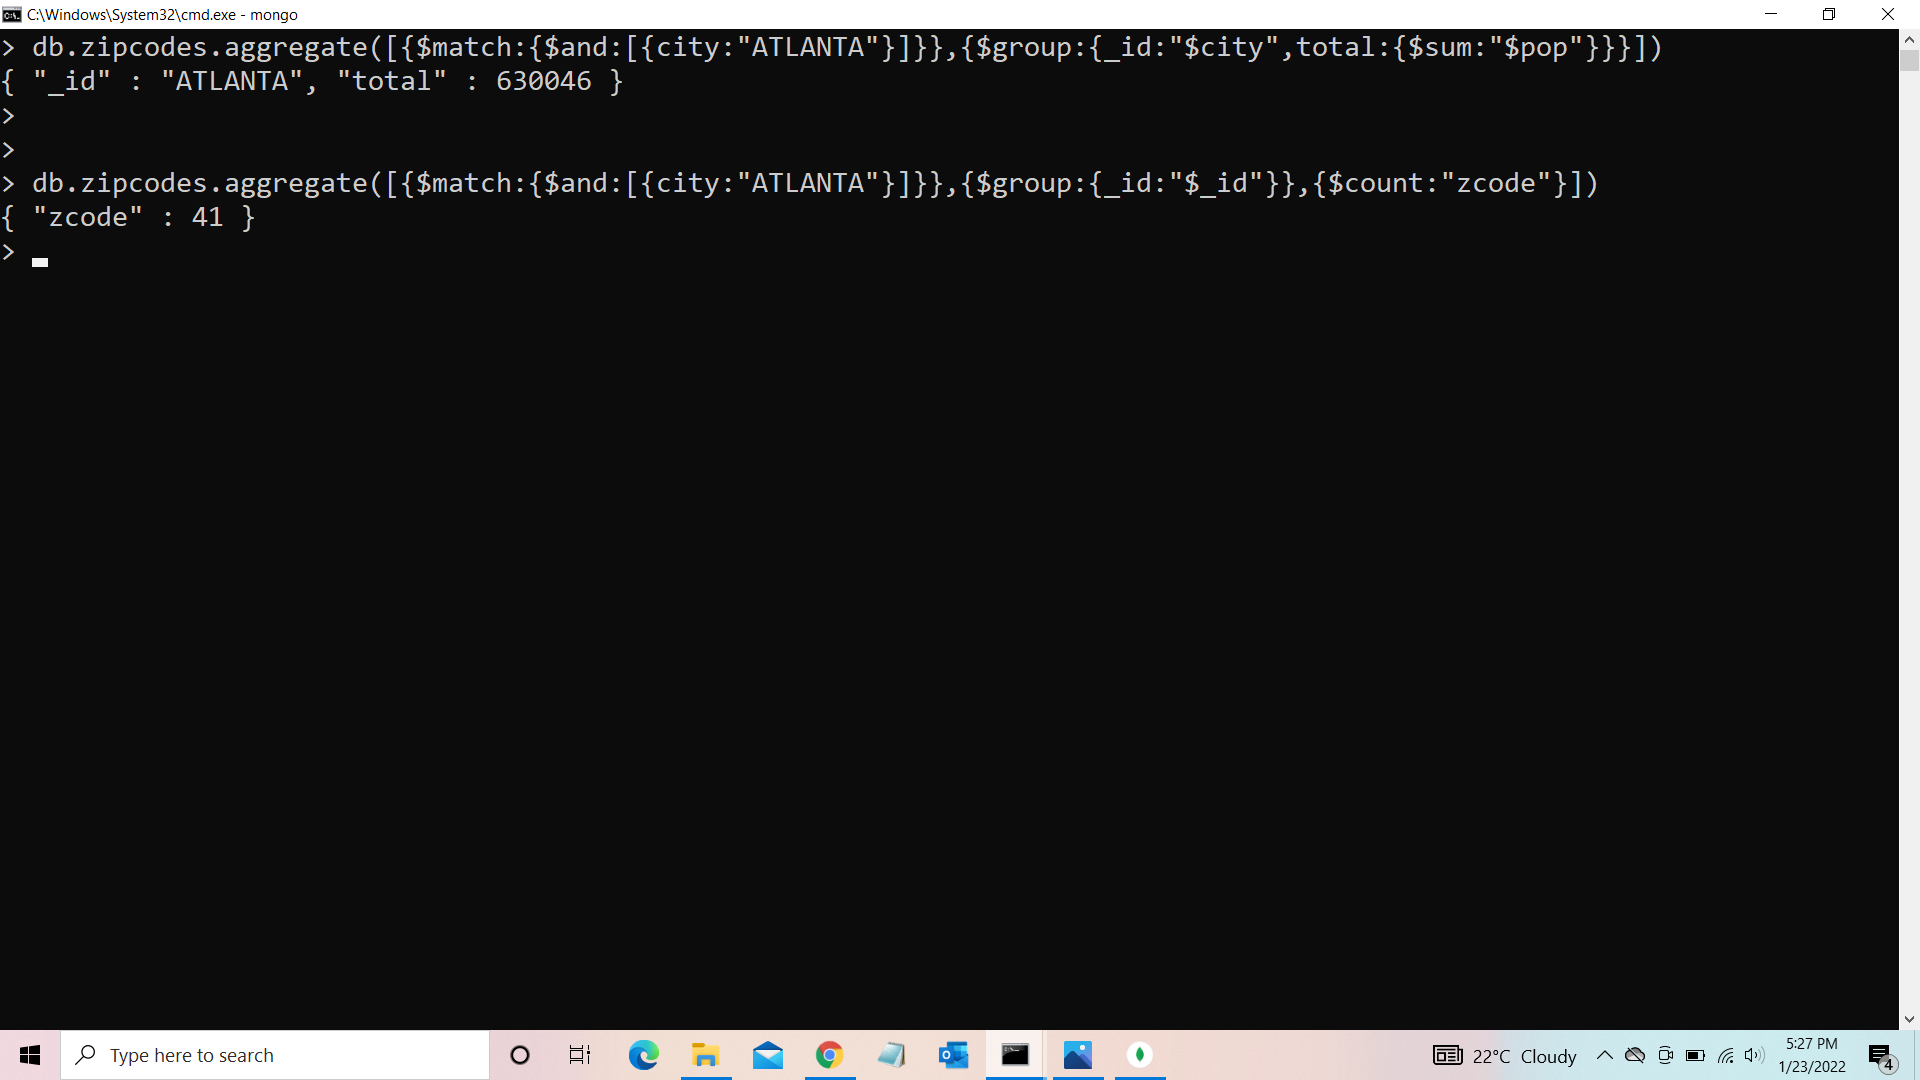 C:\Windows\System32\cmd.exe - mongo
> db.zipcodes.aggregate([{$match:{$and:[{city:"ATLANTA"}]}},{$group:{_id:"$city",total:{$sum:"$pop"}}}])
{ "_id" : "ATLANTA", "total" : 630046 }
>
>
> db.zipcodes.aggregate([{$match:{$and:[{city:"ATLANTA"}]}},{$group:{_id:"$_id"}},{$count:"zcode"}])
{ "zcode" : 41 }
>
Type here to search
22°C Cloudy
5:27 PM
1/23/2022
4